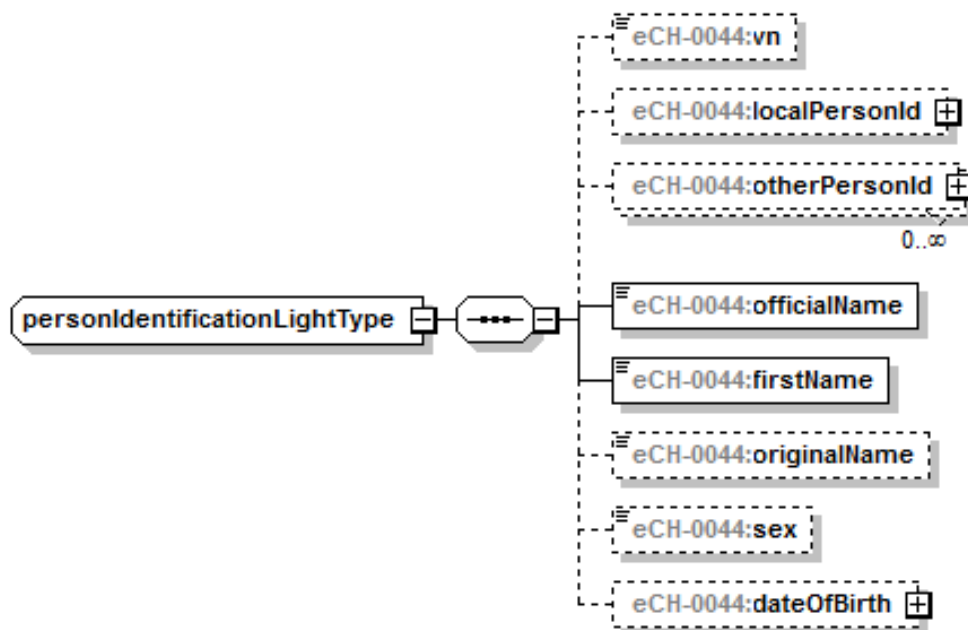 eCH-0044:vn
eCH-0044:localPersonId
eCH-0044:otherPersonId
0..∞
personIdentificationLightType
eCH-0044:officialName
eCH-0044:firstName
eCH-0044:originalName
eCH-0044:sex
eCH-0044:dateOfBirth